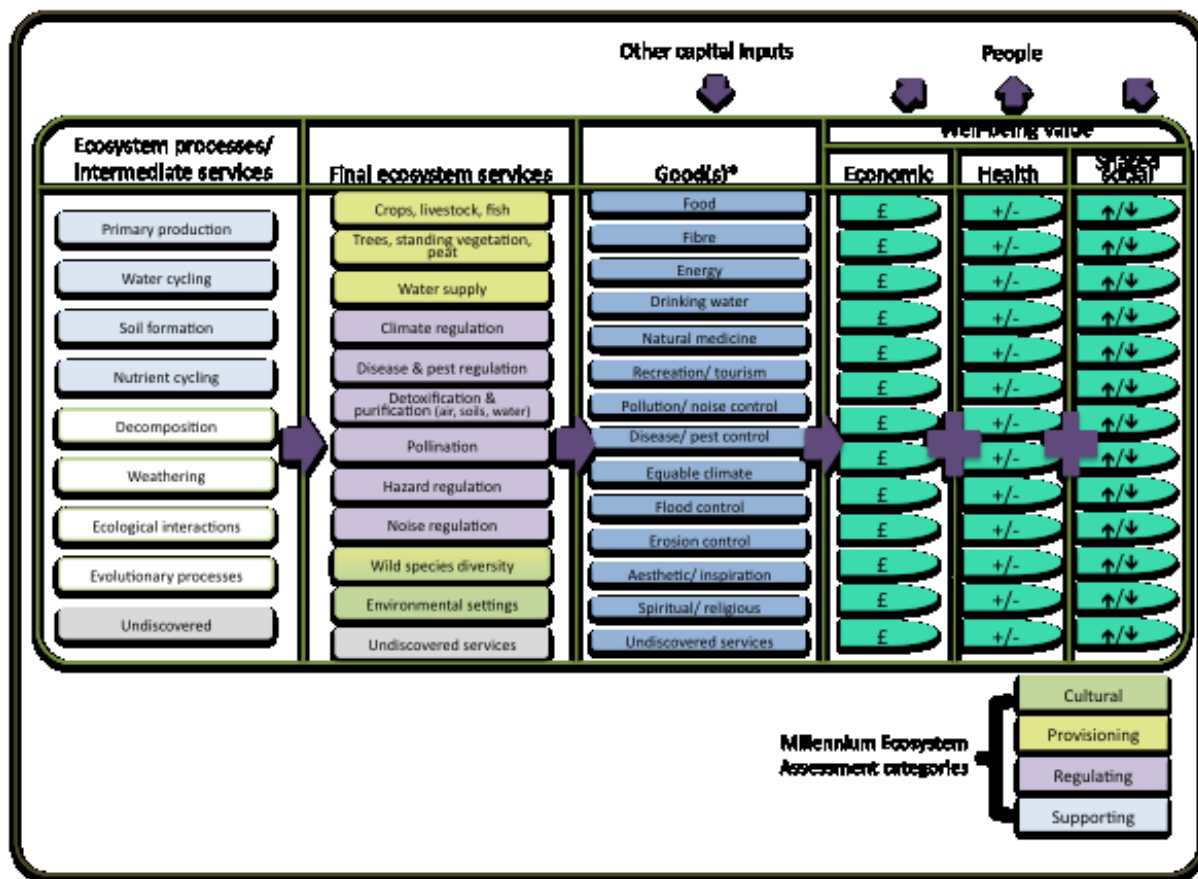 Other capital inputs
People
Ecosystem processes/
Intermediate services
Final ecosystem services
Good(s)*
Well-being value
Economic
Health
Shared
social
Primary production
Water cycling
Soil formation
Nutrient cycling
Decomposition
Weathering
Ecological interactions
Evolutionary processes
Undiscovered
Crops, livestock, fish
Trees, standing vegetation,
peat
Water supply
Climate regulation
Disease & pest regulation
Detoxification &
purification (air, soils, water)
Pollination
Hazard regulation
Noise regulation
Wild species diversity
Environmental settings
Undiscovered services
Food
Fibre
Energy
Drinking water
Natural medicine
Recreation/ tourism
Pollution/ noise control
Disease/ pest control
Equable climate
Flood control
Erosion control
Aesthetic/ inspiration
Spiritual/ religious
Undiscovered services
£
£
£
£
£
£
£
£
£
£
£
£
£
+/-
+/-
+/-
+/-
+/-
+/-
+/-
+/-
+/-
+/-
+/-
+/-
+/-
↑/↓
↑/↓
↑/↓
↑/↓
↑/↓
↑/↓
↑/↓
↑/↓
↑/↓
↑/↓
↑/↓
↑/↓
↑/↓
Millennium Ecosystem
Assessment categories
Cultural
Provisioning
Regulating
Supporting